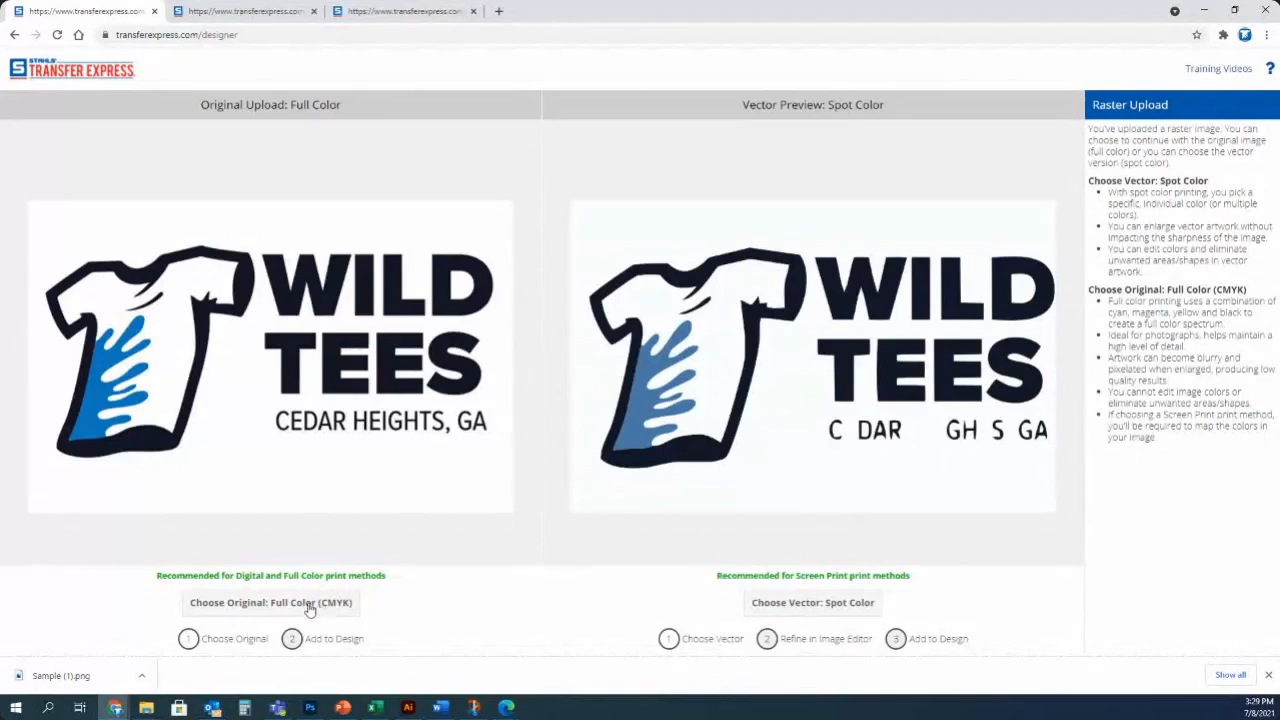 https://www.transferexpress.com/d
https://www.transferexpress.com/
https://www.transferexpress.com/
transferexpress.com/designer
STAHLS'
TRANSFER EXPRESS
Training Videos ?
Original Upload: Full Color
Vector Preview: Spot Color
Raster Upload
You've uploaded a raster image. You can
choose to continue with the original image
(full color) or you can choose the vector
version (spot color).
Choose Vector: Spot Color
• With spot color printing, you pick a
specific, individual color (or multiple
colors).
• You can enlarge vector artwork without
impacting the sharpness of the image.
• You can edit colors and eliminate
unwanted areas/shapes in vector
artwork.
Choose Original: Full Color (CMYK)
• Full color printing uses a combination of
cyan, magenta, yellow and black to
create a full color spectrum.
• Ideal for photographs, helps maintain a
high level of detail.
• Artwork can become blurry and
pixelated when enlarged, producing low
quality results.
• You cannot edit image colors or
eliminate unwanted areas/shapes.
• If choosing a Screen Print print method,
you'll be required to map the colors in
your image.
WILD
TEES
CEDAR HEIGHTS, GA
WILD
TEES
C DAR GH S GA
Recommended for Digital and Full Color print methods
Choose Original: Full Color (CMYK)
1 Choose Original 2 Add to Design
Recommended for Screen Print print methods
Choose Vector: Spot Color
1 Choose Vector 2 Refine in Image Editor 3 Add to Design
Sample (1).png
Show all
3:29 PM
7/8/2021